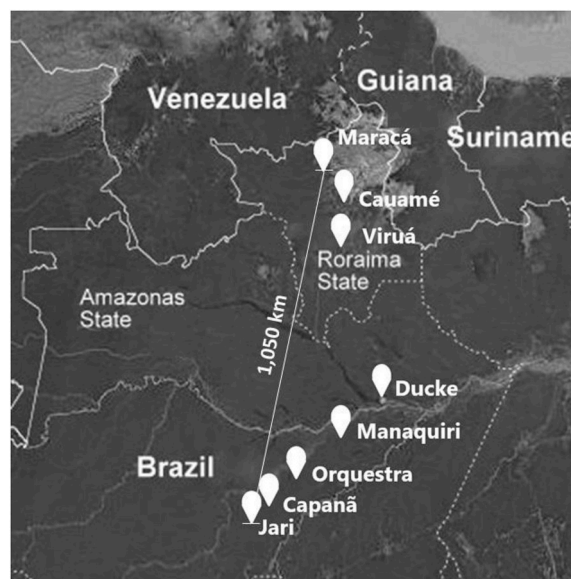 Guiana
Venezuela
Maracá
Suriname
Cauamé
Viruá
Roraima
State
Amazonas
State
1,050 km
Ducke
Manaquiri
Brazil
Orquestra
Capanã
Jari